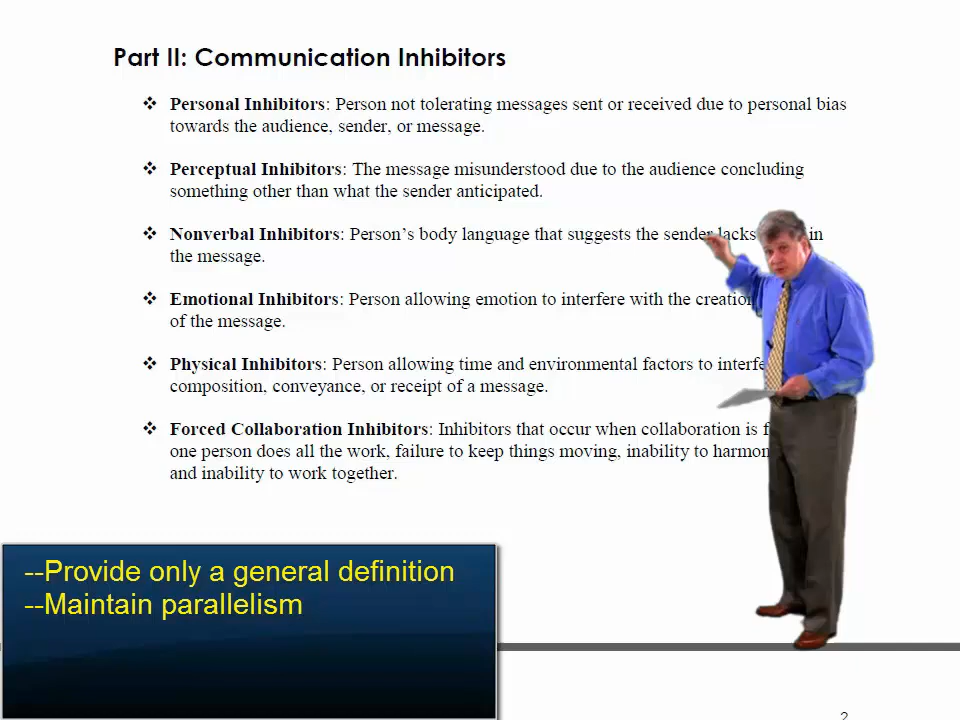 Part II: Communication Inhibitors
❖ Personal Inhibitors: Person not tolerating messages sent or received due to personal bias
towards the audience, sender, or message.
❖ Perceptual Inhibitors: The message misunderstood due to the audience concluding
something other than what the sender anticipated.
❖ Nonverbal Inhibitors: Person's body language that suggests the sender lacks in
the message.
❖ Emotional Inhibitors: Person allowing emotion to interfere with the creation
of the message.
❖ Physical Inhibitors: Person allowing time and environmental factors to
composition, conveyance, or receipt of a message.
❖ Forced Collaboration Inhibitors: Inhibitors that occur when collaboration is
one person does all the work, failure to keep things moving, inability to
and inability to work together.
--Provide only a general definition
--Maintain parallelism
2